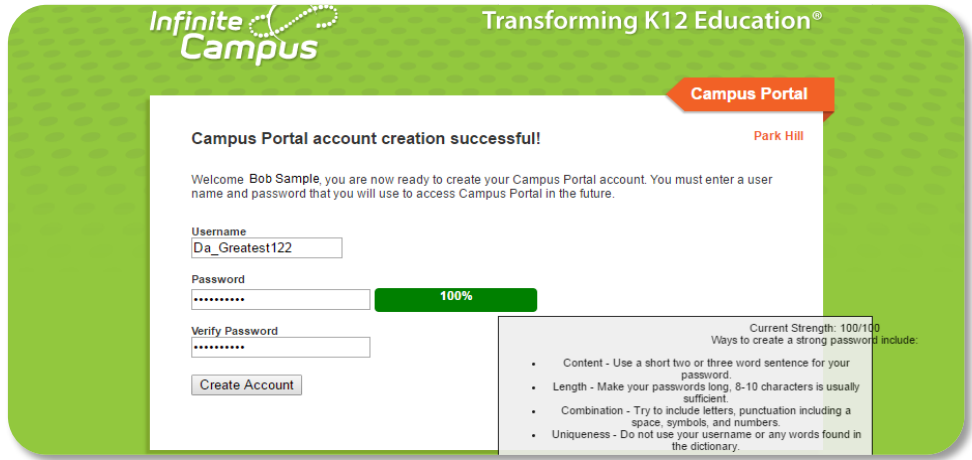 Infinite
Campus
Transforming K12 Education®
Campus Portal
Campus Portal account creation successful!
Park Hill
Welcome Bob Sample, you are now ready to create your Campus Portal account. You must enter a user
name and password that you will use to access Campus Portal in the future.
Username
Da_Greatest122
Password
••••••••••
100%
Verify Password
••••••••••
Create Account
Current Strength: 100/100
Ways to create a strong password include:
• Content - Use a short two or three word sentence for your
password.
• Length - Make your passwords long, 8-10 characters is usually
sufficient.
• Combination - Try to include letters, punctuation including a
space, symbols, and numbers.
• Uniqueness - Do not use your username or any words found in
the dictionary.